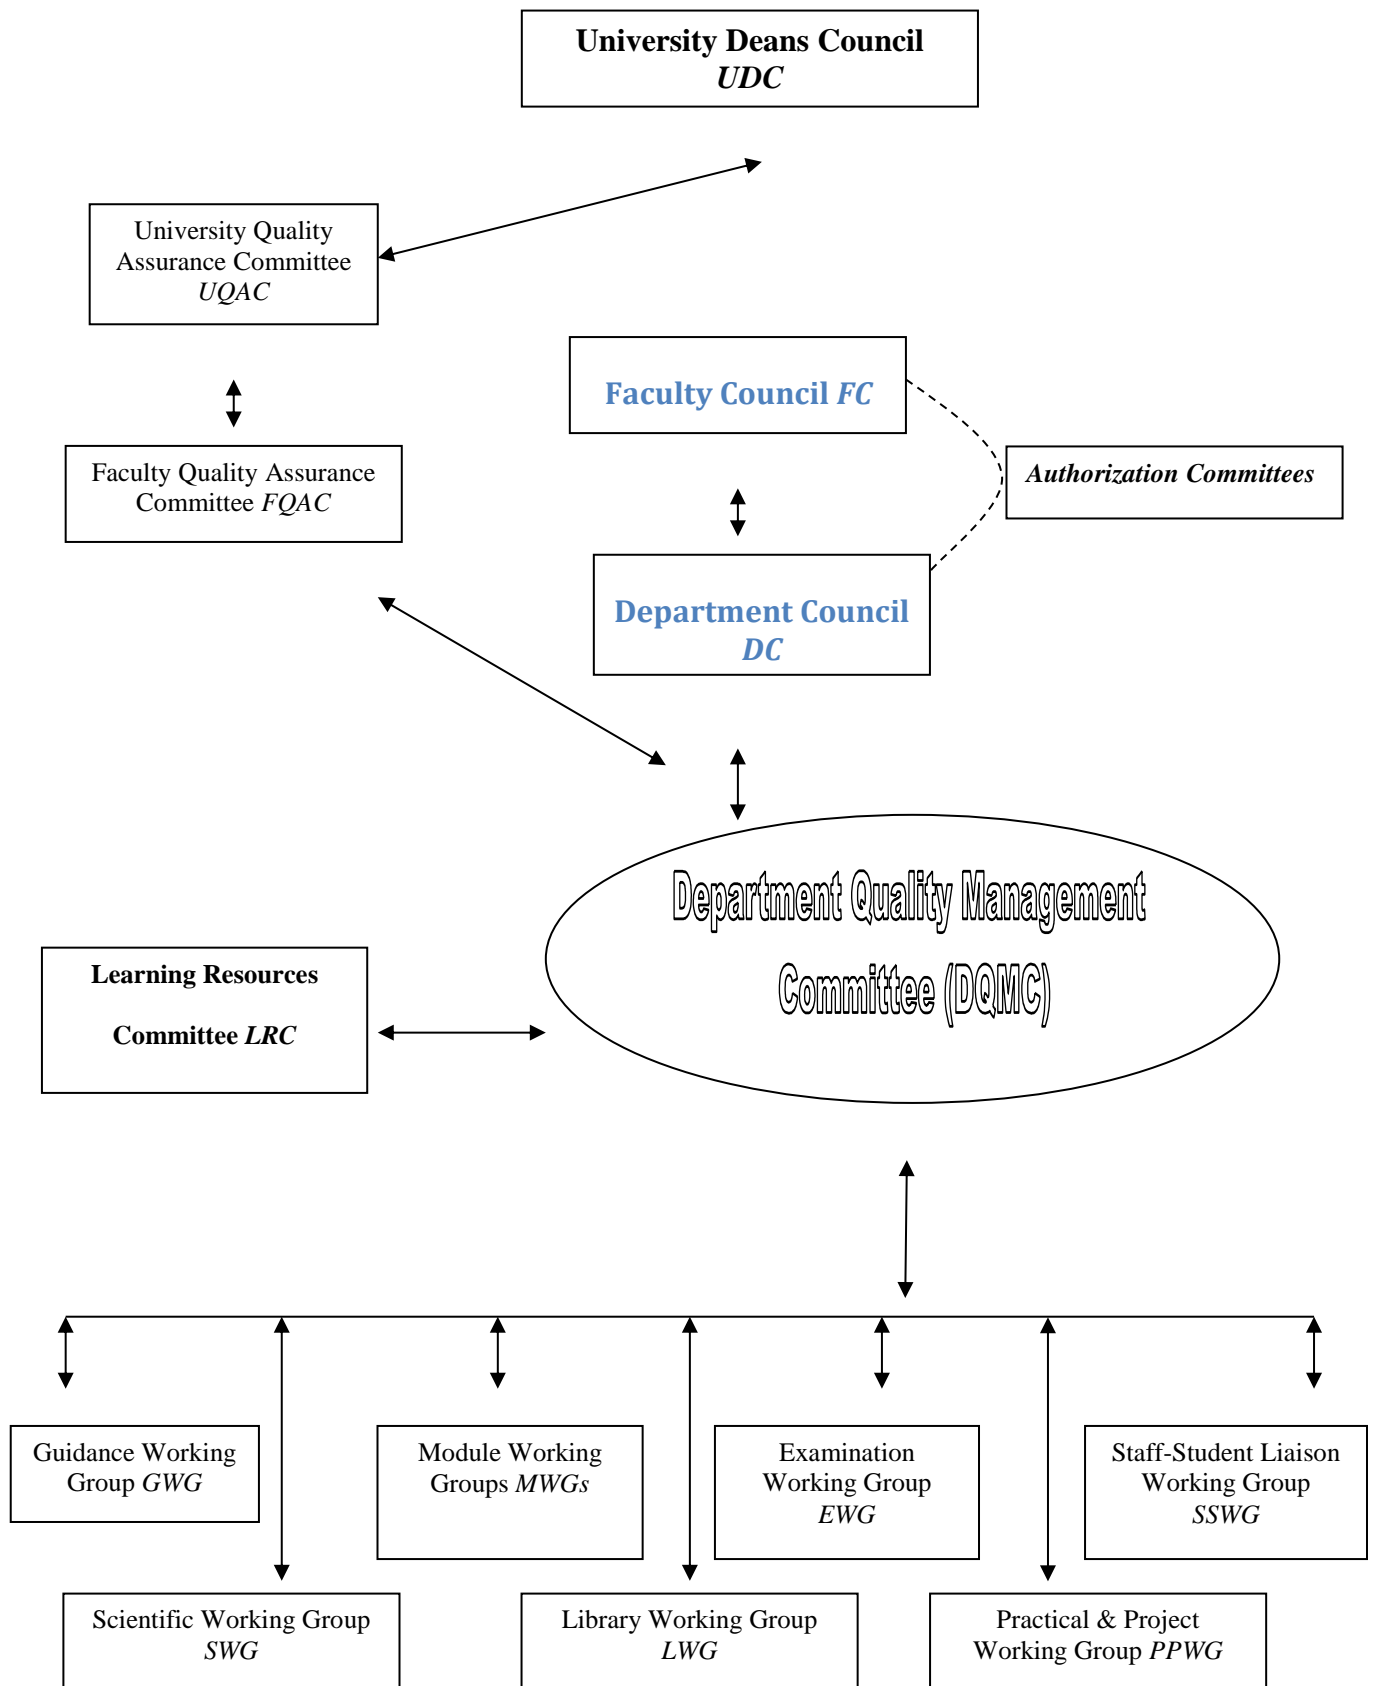 University Deans Council
UDC
University Quality
Assurance Committee
UQAC
Faculty Council FC
Faculty Quality Assurance
Committee FQAC
Authorization Committees
Department Council
DC
Department Quality Management
Committee (DQMC)
Learning Resources
Committee LRC
Guidance Working
Group GWG
Module Working
Groups MWGs
Examination
Working Group
EWG
Staff-Student Liaison
Working Group
SSWG
Scientific Working Group
SWG
Library Working Group
LWG
Practical & Project
Working Group PPWG